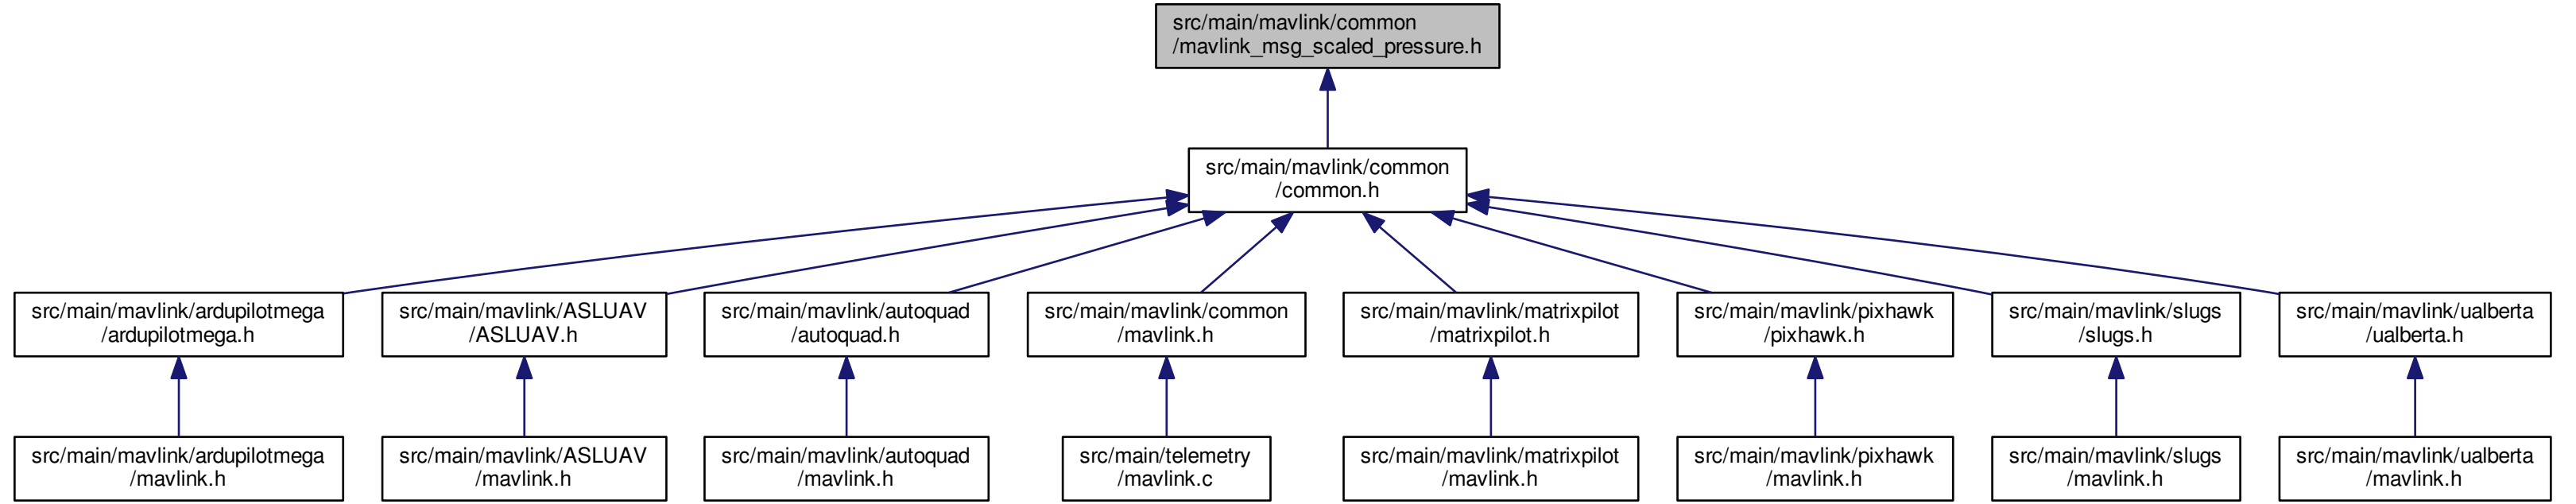 src/main/mavlink/common
/mavlink_msg_scaled_pressure.h
src/main/mavlink/common
/common.h
src/main/mavlink/ardupilotmega
/ardupilotmega.h
src/main/mavlink/ASLUAV
/ASLUAV.h
src/main/mavlink/autoquad
/autoquad.h
src/main/mavlink/common
/mavlink.h
src/main/mavlink/matrixpilot
/matrixpilot.h
src/main/mavlink/pixhawk
/pixhawk.h
src/main/mavlink/slugs
/slugs.h
src/main/mavlink/ualberta
/ualberta.h
src/main/mavlink/ardupilotmega
/mavlink.h
src/main/mavlink/ASLUAV
/mavlink.h
src/main/mavlink/autoquad
/mavlink.h
src/main/telemetry
/mavlink.c
src/main/mavlink/matrixpilot
/mavlink.h
src/main/mavlink/pixhawk
/mavlink.h
src/main/mavlink/slugs
/mavlink.h
src/main/mavlink/ualberta
/mavlink.h